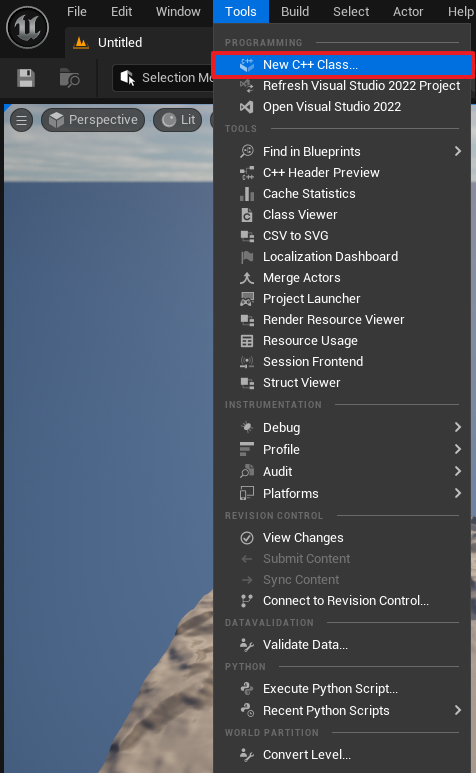 File Edit Window Tools Build Select Actor Help
Untitled
Selection Mo
Perspective Lit
PROGRAMMING
New C++ Class...
Refresh Visual Studio 2022 Project
Open Visual Studio 2022
TOOLS
Find in Blueprints
C++ Header Preview
Cache Statistics
Class Viewer
CSV to SVG
Localization Dashboard
Merge Actors
Project Launcher
Render Resource Viewer
Resource Usage
Session Frontend
Struct Viewer
INSTRUMENTATION
Debug
Profile
Audit
Platforms
REVISION CONTROL
View Changes
Submit Content
Sync Content
Connect to Revision Control...
DATAVALIDATION
Validate Data...
PYTHON
Execute Python Script...
Recent Python Scripts
WORLD PARTITION
Convert Level...